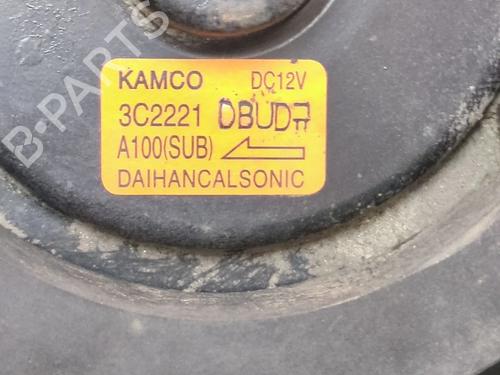 KAMCO DC12V
3C2221 DBUD
A100(SUB)
DAIHANCALSONIC
B-PARTS